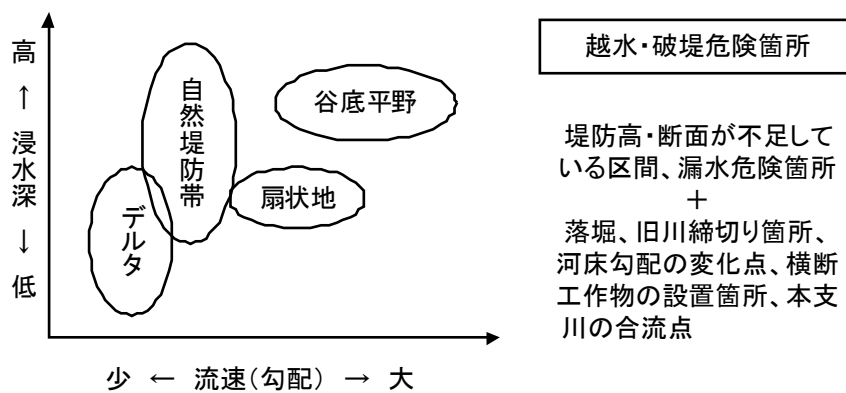 高 ↑ 浸水深 ↓ 低
自然堤防帯
谷底平野
扇状地
デルタ
少 ← 流速(勾配) → 大
越水・破堤危険箇所
堤防高・断面が不足して
いる区間、漏水危険箇所
+
落堀、旧川締切り箇所、
河床勾配の変化点、横断
工作物の設置箇所、本支
川の合流点